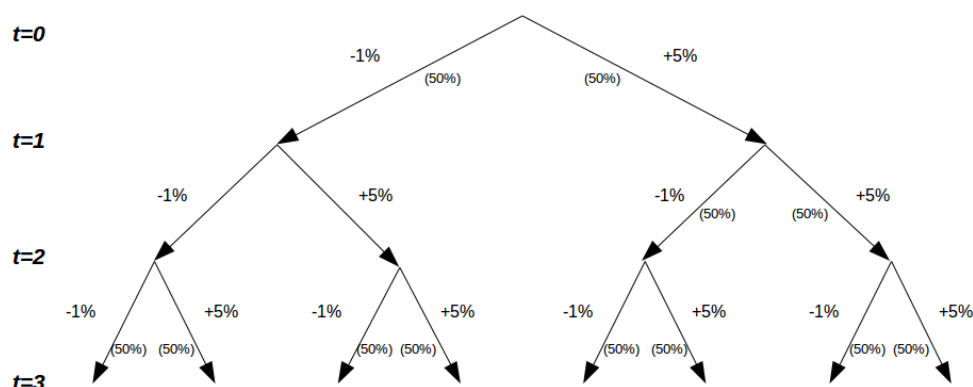 t=0
-1% +5%
(50%) (50%)
t=1
-1% +5% -1% +5%
(50%) (50%)
t=2
-1% +5% -1% +5% -1% +5% -1% +5%
(50%) (50%) (50%) (50%) (50%) (50%) (50%) (50%)
t=3